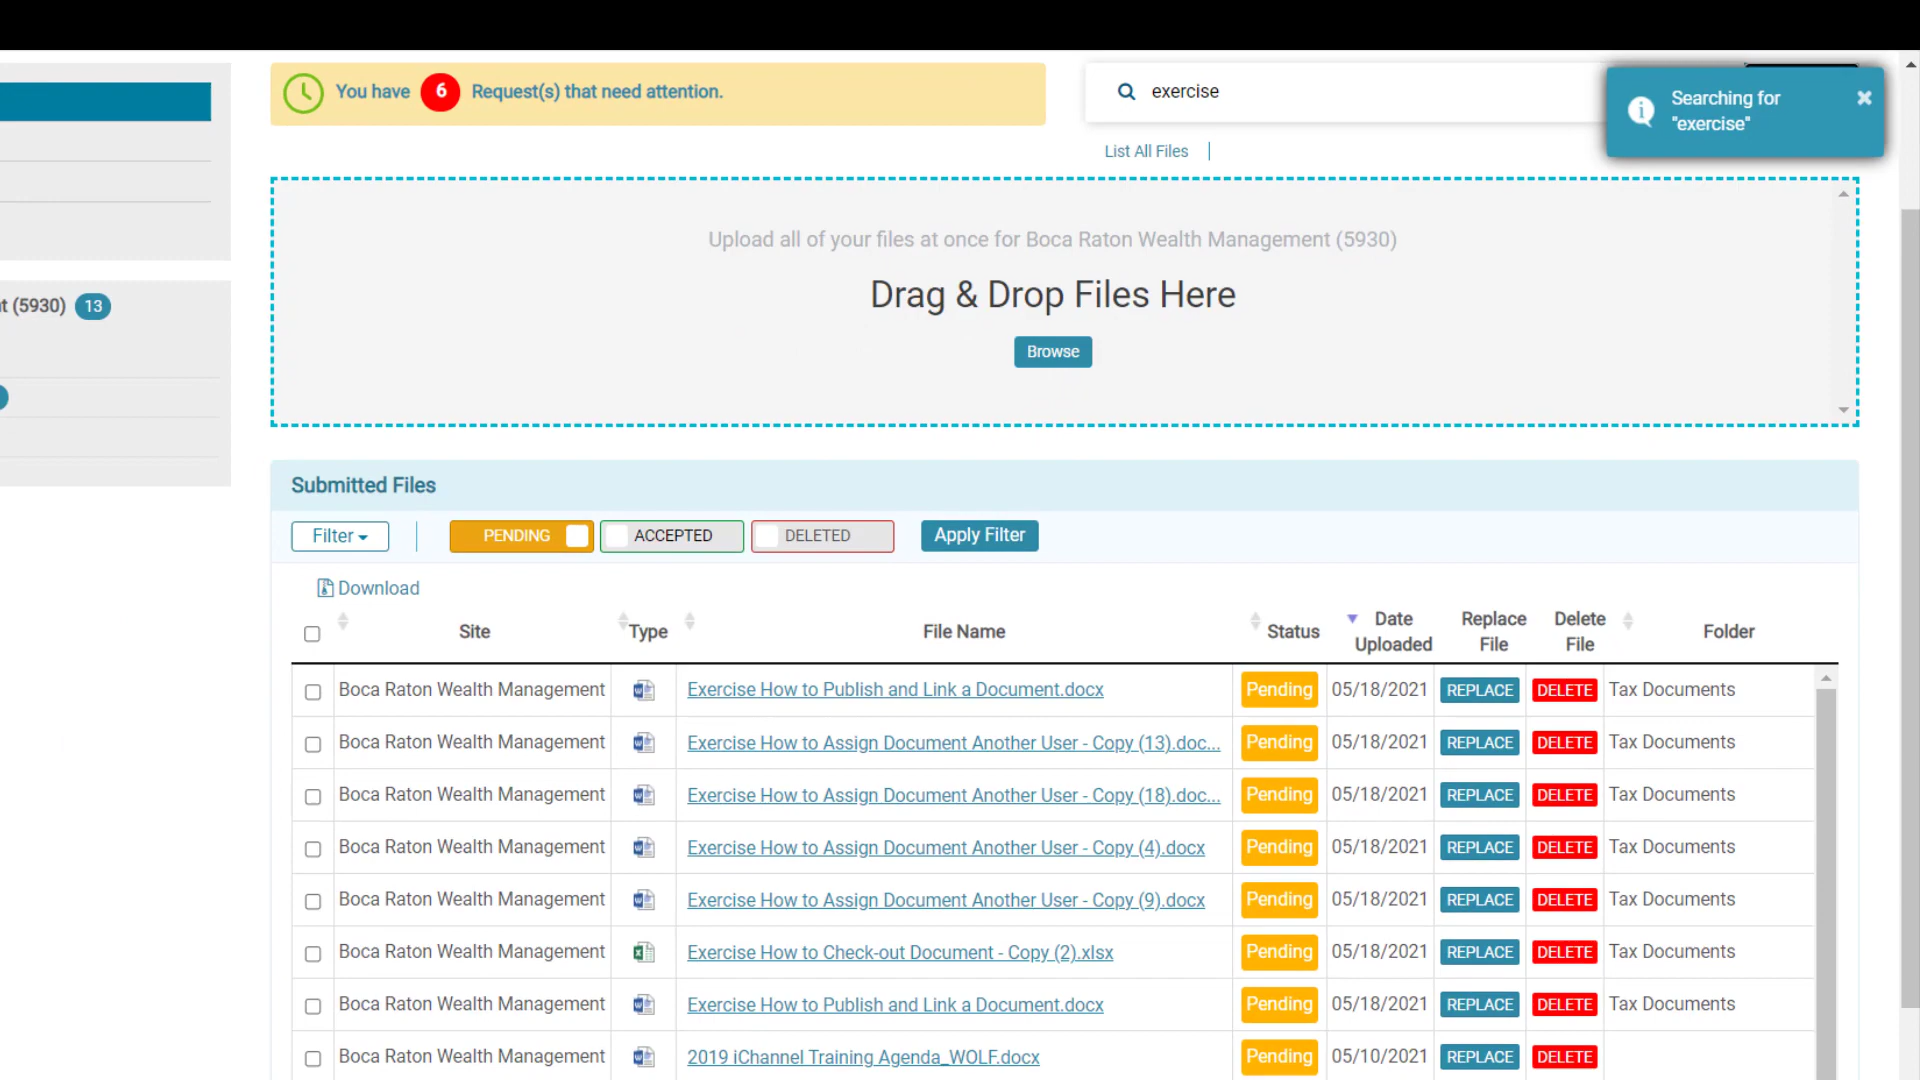 You have 6 Request(s) that need attention.
exercise
Searching for
"exercise"
List All Files
Upload all of your files at once for Boca Raton Wealth Management (5930)
Drag & Drop Files Here
Browse
t (5930) 13
Submitted Files
Filter PENDING ACCEPTED DELETED Apply Filter
Download
Site Type File Name Status Date Uploaded Replace File Delete File Folder
Boca Raton Wealth Management Exercise How to Publish and Link a Document.docx Pending 05/18/2021 REPLACE DELETE Tax Documents
Boca Raton Wealth Management Exercise How to Assign Document Another User - Copy (13).doc... Pending 05/18/2021 REPLACE DELETE Tax Documents
Boca Raton Wealth Management Exercise How to Assign Document Another User - Copy (18).doc... Pending 05/18/2021 REPLACE DELETE Tax Documents
Boca Raton Wealth Management Exercise How to Assign Document Another User - Copy (4).docx Pending 05/18/2021 REPLACE DELETE Tax Documents
Boca Raton Wealth Management Exercise How to Assign Document Another User - Copy (9).docx Pending 05/18/2021 REPLACE DELETE Tax Documents
Boca Raton Wealth Management Exercise How to Check-out Document - Copy (2).xlsx Pending 05/18/2021 REPLACE DELETE Tax Documents
Boca Raton Wealth Management Exercise How to Publish and Link a Document.docx Pending 05/18/2021 REPLACE DELETE Tax Documents
Boca Raton Wealth Management 2019 iChannel Training Agenda_WOLF.docx Pending 05/10/2021 REPLACE DELETE